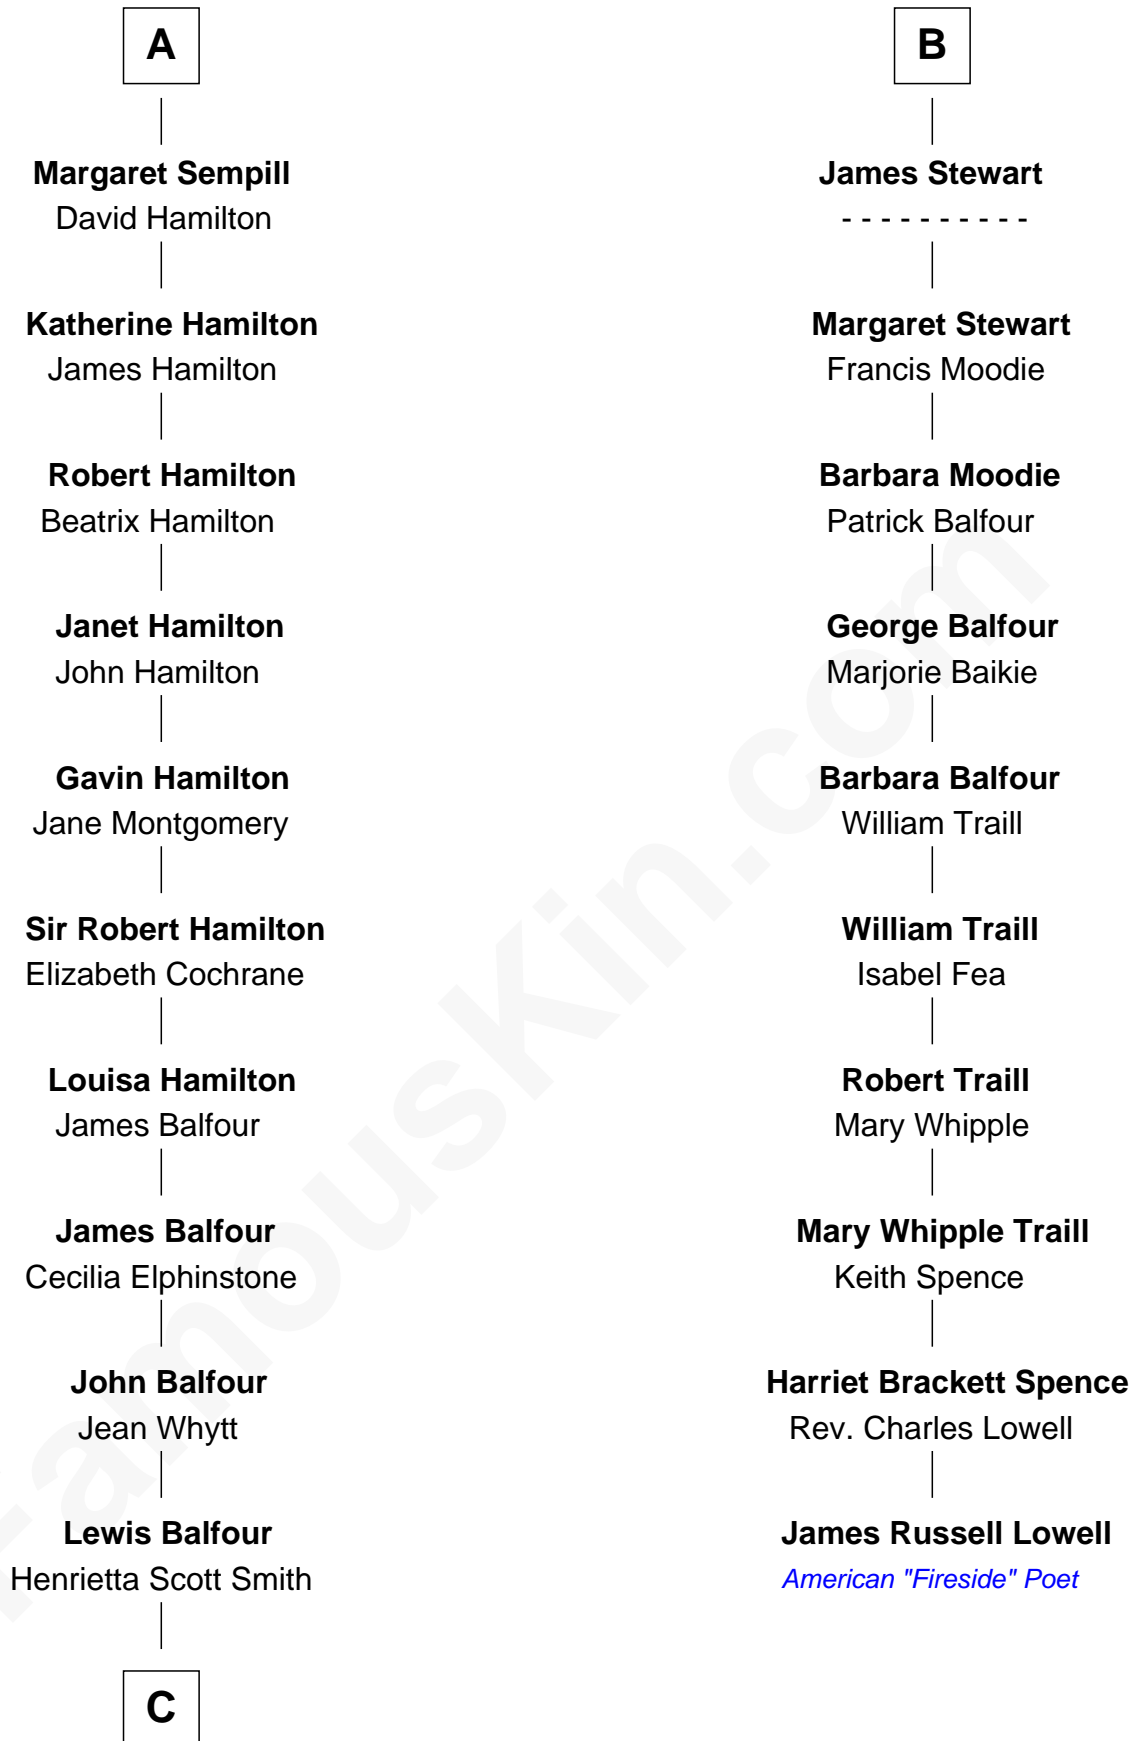 A
Margaret Sempill
David Hamilton
Katherine Hamilton
James Hamilton
Robert Hamilton
Beatrix Hamilton
Janet Hamilton
John Hamilton
Gavin Hamilton
Jane Montgomery
Sir Robert Hamilton
Elizabeth Cochrane
Louisa Hamilton
James Balfour
James Balfour
Cecilia Elphinstone
John Balfour
Jean Whytt
Lewis Balfour
Henrietta Scott Smith
C
B
James Stewart
- - - - - - - - - -
Margaret Stewart
Francis Moodie
Barbara Moodie
Patrick Balfour
George Balfour
Marjorie Baikie
Barbara Balfour
William Traill
William Traill
Isabel Fea
Robert Traill
Mary Whipple
Mary Whipple Traill
Keith Spence
Harriet Brackett Spence
Rev. Charles Lowell
James Russell Lowell
American "Fireside" Poet
FamousKin.com